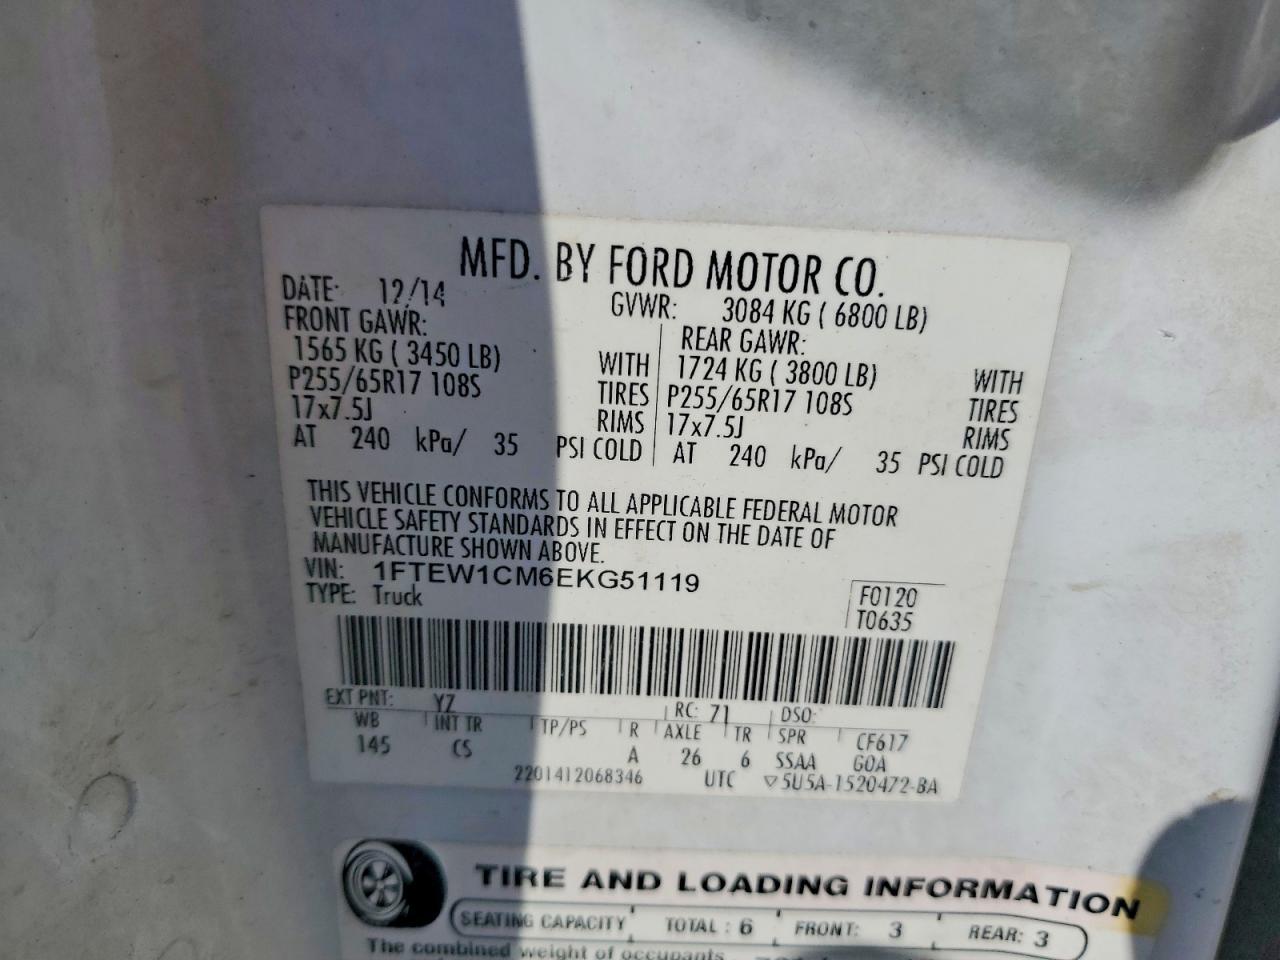 MFD. BY FORD MOTOR CO.
DATE: 12/14 GVWR: 3084 KG ( 6800 LB)
FRONT GAWR: REAR GAWR:
1565 KG ( 3450 LB) WITH 1724 KG ( 3800 LB) WITH
P255/65R17 108S TIRES P255/65R17 108S TIRES
17x7.5J RIMS 17x7.5J RIMS
AT 240 kPa/ 35 PSI COLD AT 240 kPa/ 35 PSI COLD
THIS VEHICLE CONFORMS TO ALL APPLICABLE FEDERAL MOTOR
VEHICLE SAFETY STANDARDS IN EFFECT ON THE DATE OF
MANUFACTURE SHOWN ABOVE.
VIN: 1FTEW1CM6EKG51119
TYPE: Truck F0120
T0635
EXT PNT: YZ RC: 71 DSO:
WB INT TR TP/PS R AXLE TR SPR CF617
145 CS A 26 6 SSAA GOA
2201412068346 UTC ▽5U5A-1520472-BA
TIRE AND LOADING INFORMATION
SEATING CAPACITY TOTAL : 6 FRONT: 3 REAR: 3
The combined weight of occupants